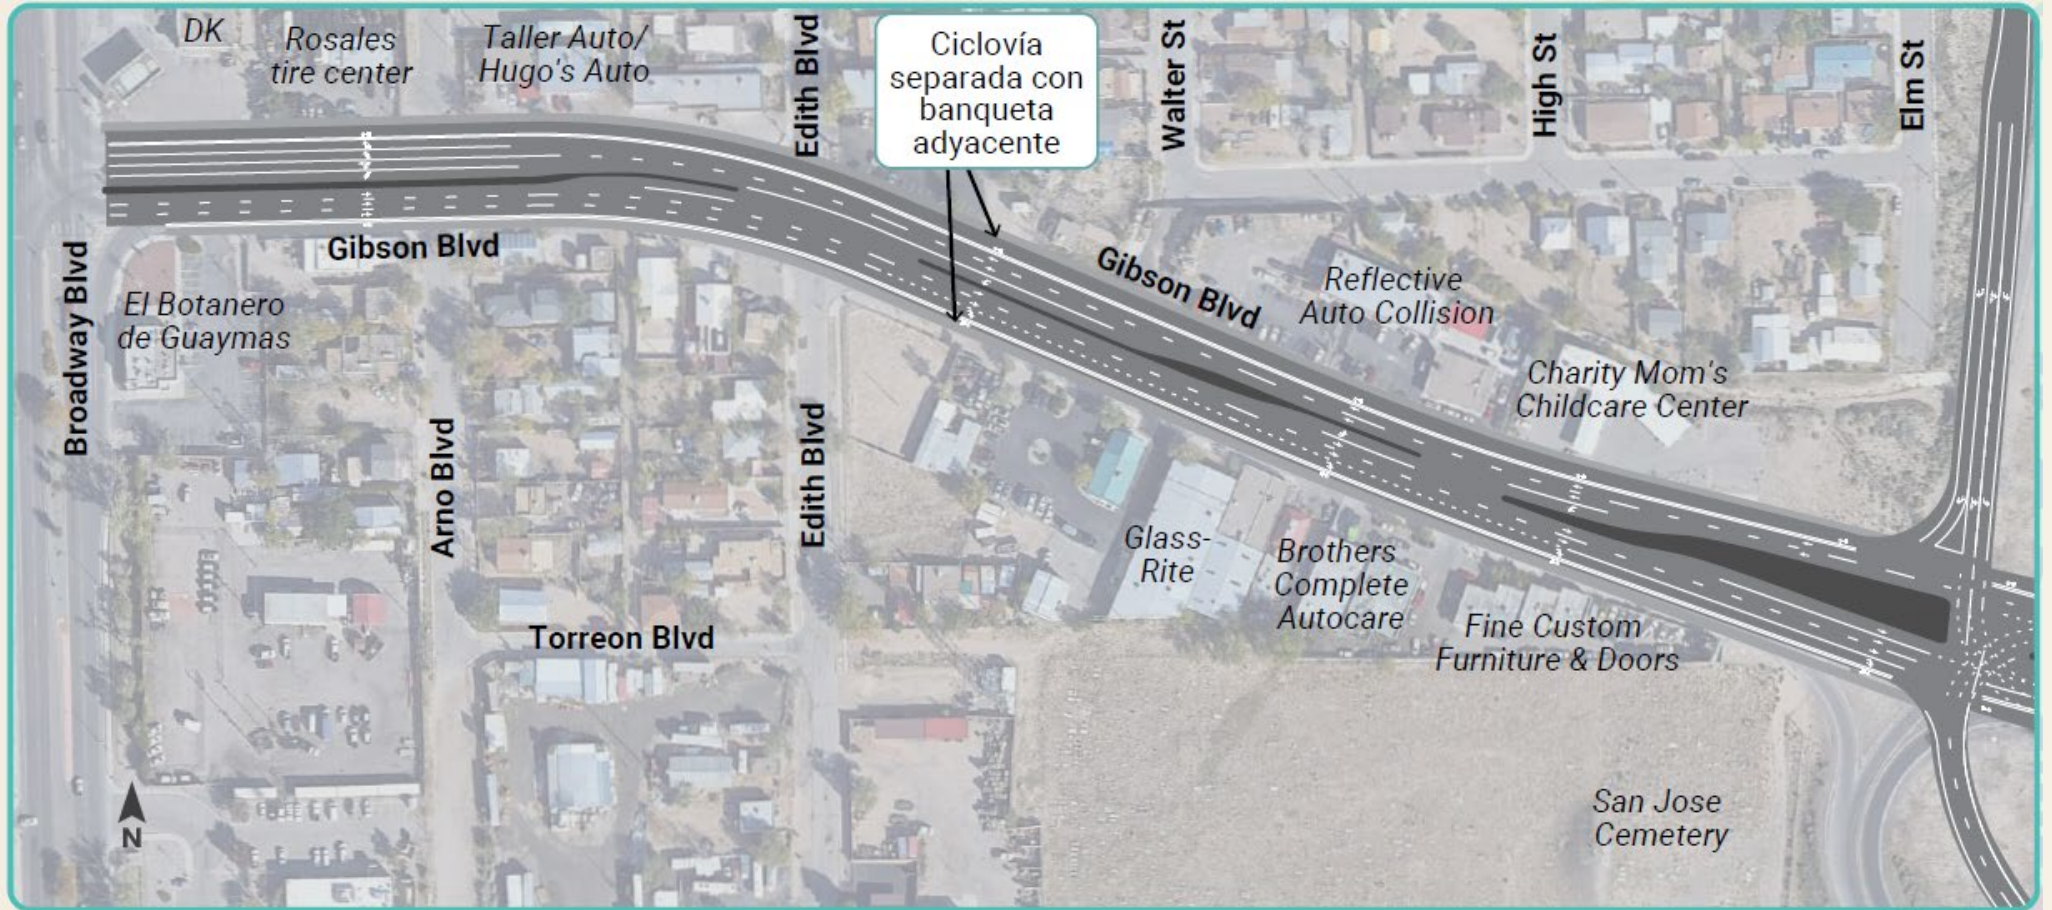 DK
Rosales
tire center
Taller Auto/
Hugo's Auto
Edith Blvd
Ciclovía
separada con
banqueta
adyacente
Walter St
High St
Elm St
Broadway Blvd
Gibson Blvd
El Botanero
de Guaymas
Gibson Blvd
Reflective
Auto Collision
Charity Mom's
Childcare Center
Arno Blvd
Edith Blvd
Glass-
Rite
Brothers
Complete
Autocare
Fine Custom
Furniture & Doors
Torreon Blvd
San Jose
Cemetery
N